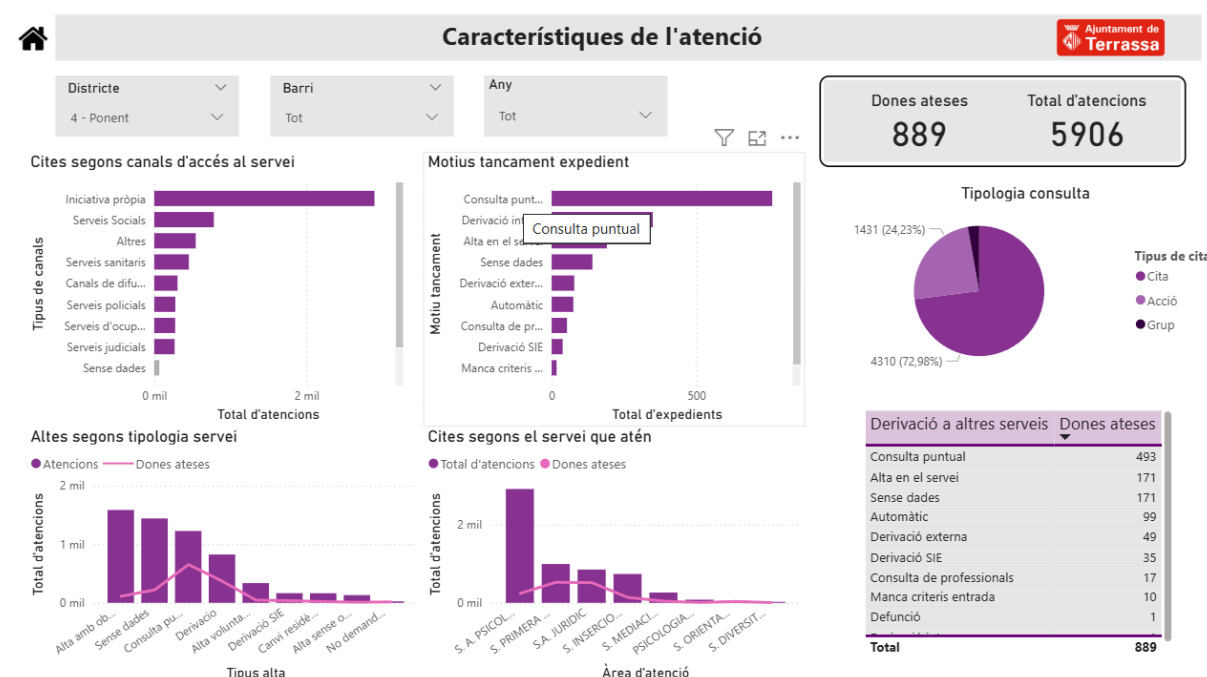 Característiques de l'atenció
Ajuntament de
Terrassa
Districte
4 - Ponent
Barri
Tot
Any
Tot
Dones ateses
889
Total d'atencions
5906
Cites segons canals d'accés al servei
Tipus de canals
Iniciativa pròpia
Serveis Socials
Altres
Serveis sanitaris
Canals de difu...
Serveis policials
Serveis d'ocup...
Serveis judicials
Sense dades
0 mil
2 mil
Total d'atencions
Motius tancament expedient
Motiu tancament
Consulta punt...
Derivació in
Consulta puntual
Alta en el
Sense dades
Derivació exter...
Automàtic
Consulta de pr...
Derivació SIE
Manca criteris ...
0
500
Total d'expedients
Tipologia consulta
1431 (24,23%)
4310 (72,98%)
Tipus de cita
Cita
Acció
Grup
Altes segons tipologia servei
Atencions
Dones ateses
Total d'atencions
2 mil
1 mil
0 mil
Alta amb ob...
Sense dades
Consulta pu...
Derivacio
Alta volunta...
Derivació SIE
Canvi reside...
Alta sense o...
No demand...
Tipus alta
Cites segons el servei que atén
Total d'atencions
Dones ateses
Total d'atencions
2 mil
0 mil
S. A. PSICOL...
S. PRIMERA ...
S.A. JURIDIC
S. INSERCIO...
S. MEDIACI...
PSICOLOGIA...
S. ORIENTA...
S. DIVERSIT...
Àrea d'atenció
Derivació a altres serveis Dones ateses
Consulta puntual 493
Alta en el servei 171
Sense dades 171
Automàtic 99
Derivació externa 49
Derivació SIE 35
Consulta de professionals 17
Manca criteris entrada 10
Defunció 1
Total 889